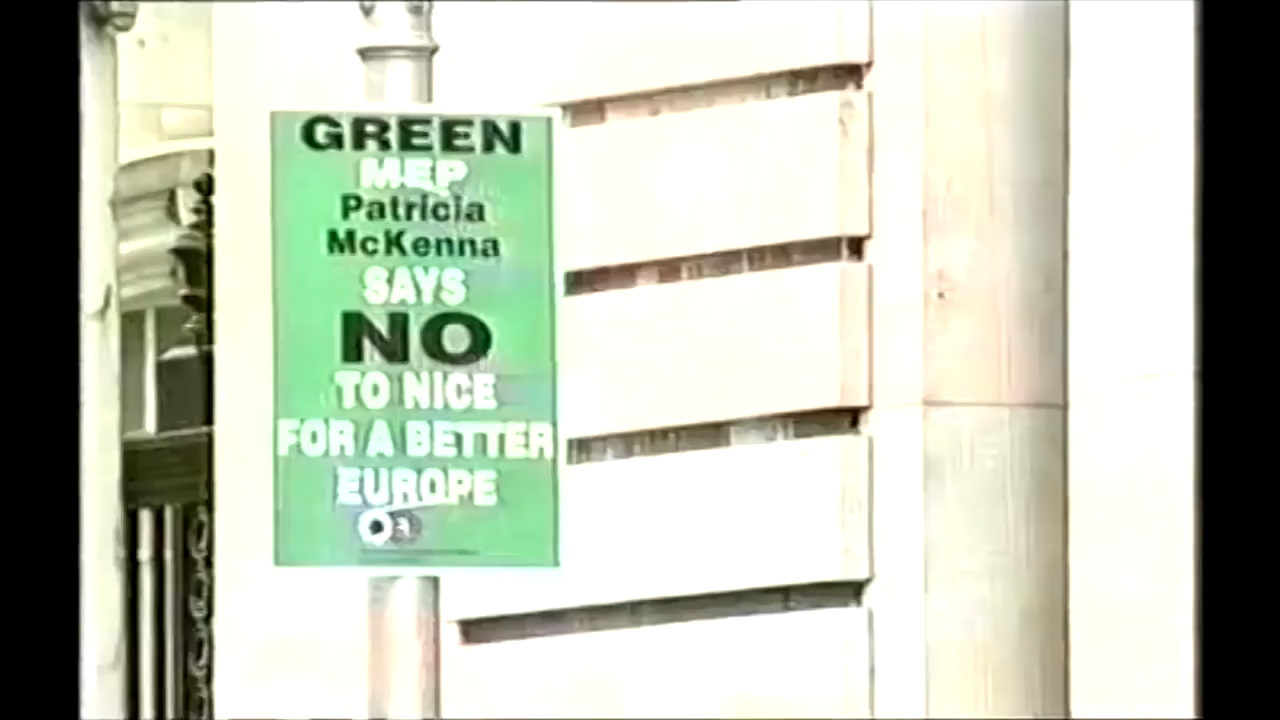 GREEN
MEP
Patricia
McKenna
SAYS
NO
TO NICE
FOR A BETTER
EUROPE